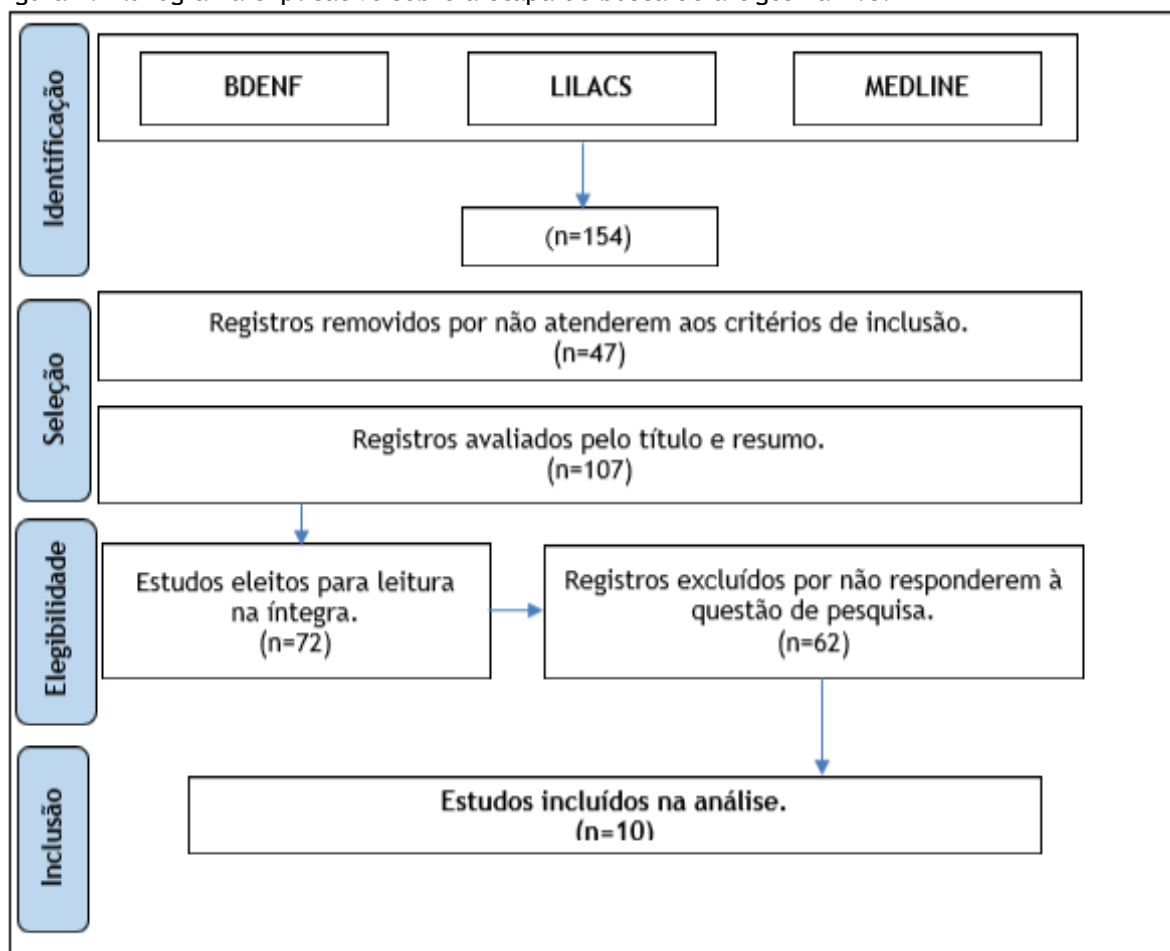 Identificação
BDENF
LILACS
MEDLINE
(n=154)
Seleção
Registros removidos por não atenderem aos critérios de inclusão.
(n=47)
Registros avaliados pelo título e resumo.
(n=107)
Elegibilidade
Estudos eleitos para leitura
na íntegra.
(n=72)
Registros excluídos por não responderem à
questão de pesquisa.
(n=62)
Inclusão
Estudos incluídos na análise.
(n=10)